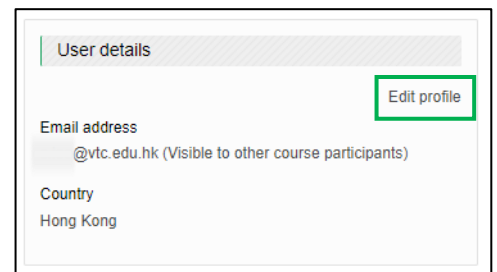 User details
Edit profile
Email address
@vtc.edu.hk (Visible to other course participants)
Country
Hong Kong